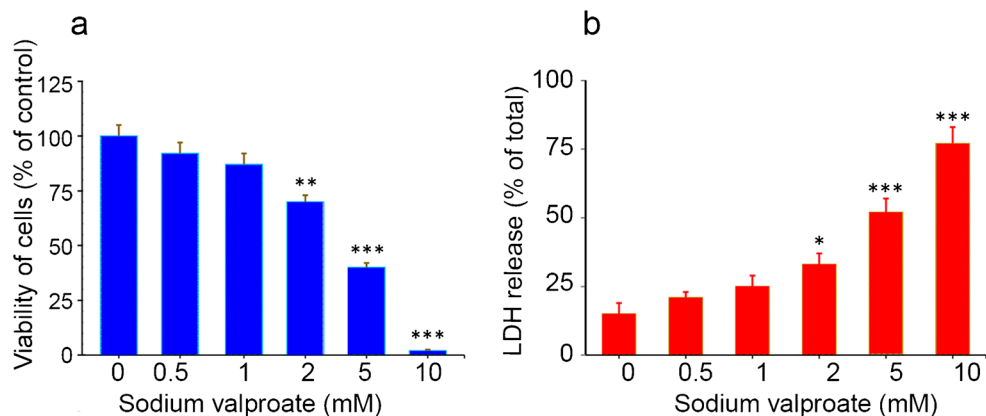 a
Viability of cells (% of control)
125
100
75
50
25
0
**
***
***
0 0.5 1 2 5 10
Sodium valproate (mM)
b
LDH release (% of total)
100
75
50
25
0
*
***
***
0 0.5 1 2 5 10
Sodium valproate (mM)